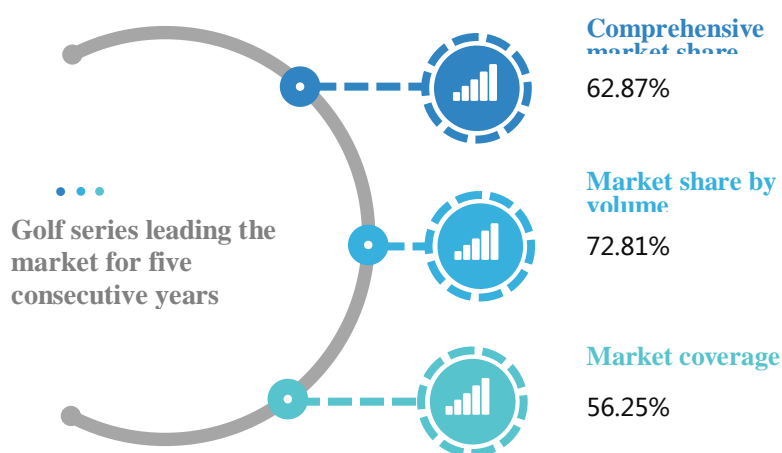 Golf series leading the
market for five
consecutive years
Comprehensive
market share
62.87%
Market share by
volume
72.81%
Market coverage
56.25%